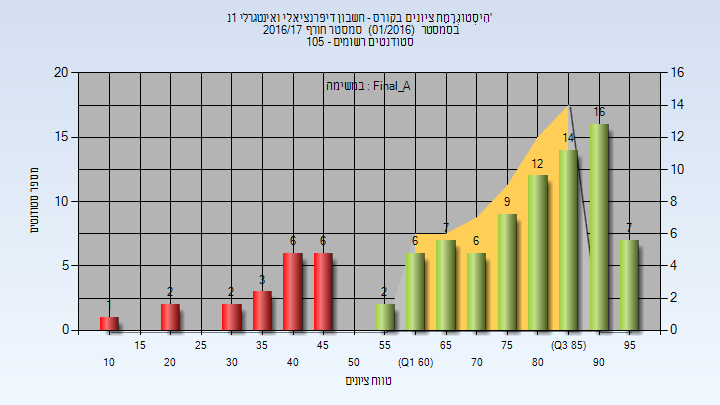 הִיסְטוֹגְרָמַת ציונים בקורס - חשבון דיפרנציאלי ואינטגרלי 1נ'
בסמסטר (01/2016) סמסטר חורף 2016/17
סטודנטים רשומים - 105
במשימה : Final_A
20 15 10 5 0
מספר סטודנטים
16 14 12 10 8 6 4 2 0
1 2 2 3 6 6 2 6 7 6 9 12 14 16 7
15 25 35 45 55 65 75 (Q3 85) 95
10 20 30 40 50 (Q1 60) 70 80 90
טווח ציונים